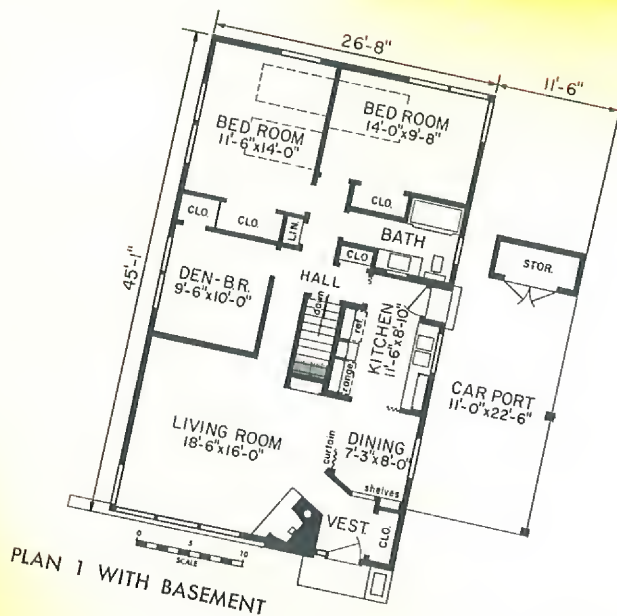 26'-8"
11'-6"
BED ROOM
11'-6"x14'-0"
BED ROOM
14'-0"x9'-8"
CLO.
CLO.
CLO.
LIN.
BATH
CLO
STOR.
45'-1"
DEN-B.R.
9'-6"x10'-0"
HALL
down
ref.
KITCHEN
11'-6"x8'-10"
range
CAR PORT
11'-0"x22'-6"
LIVING ROOM
18'-6"x16'-0"
DINING
7'-3"x8'-0"
curtain
shelves
VEST.
CLO.
0 5 10
SCALE
PLAN 1 WITH BASEMENT